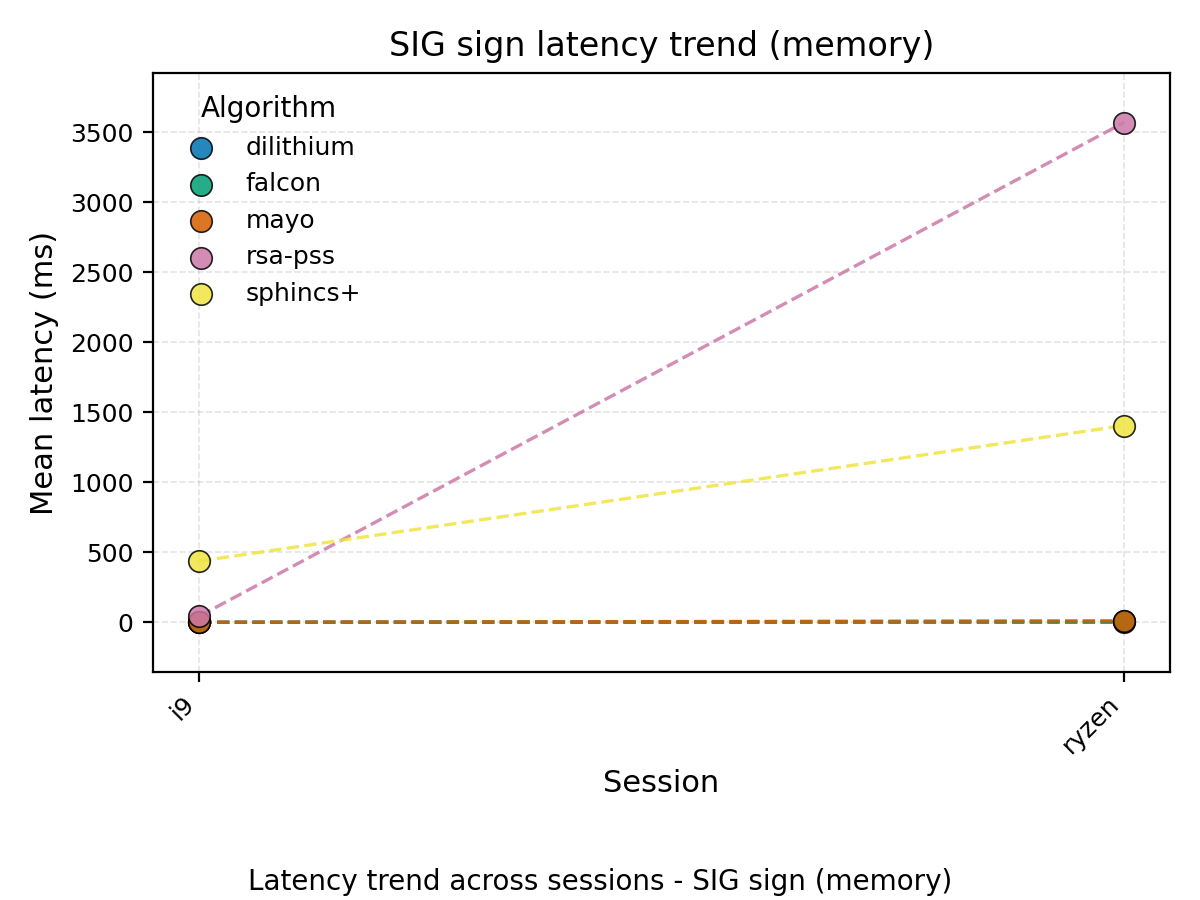 SIG sign latency trend (memory)
Algorithm
dilithium
falcon
mayo
rsa-pss
sphincs+
Mean latency (ms)
3500
3000
2500
2000
1500
1000
500
0
i9
ryzen
Session
Latency trend across sessions - SIG sign (memory)